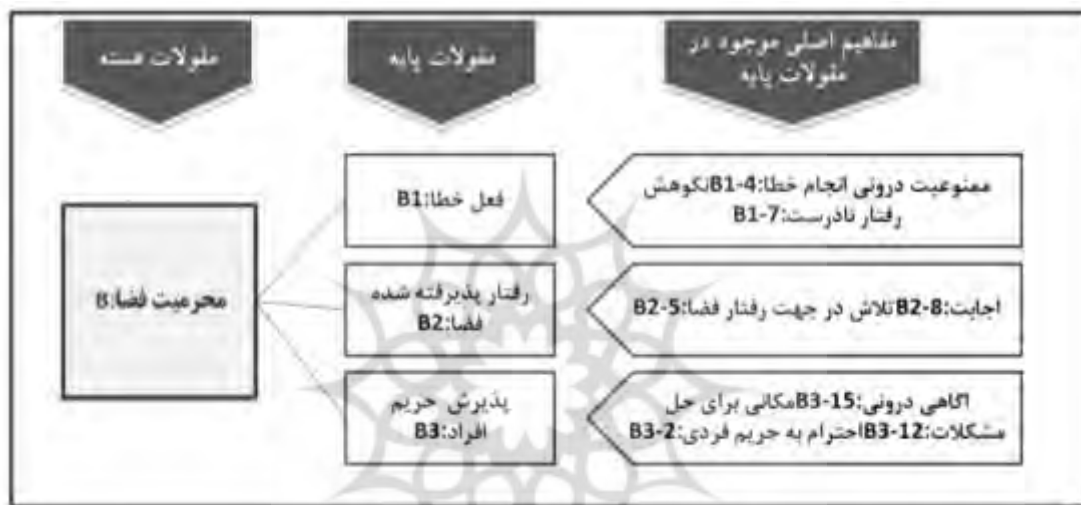 مفاهیم اصلی موجود در
مقولات پایه
مقولات پایه
مقولات هسته
ممنوعیت درونی انجام خطا:B1-4نکوهش
رفتار نادرست:B1-7
فعل خطا:B1
اجابت:B2-8تلاش در جهت رفتار فضا:B2-5
رفتار پذیرفته شده
فضا:B2
آگاهی درونی:B3-15مکانی برای حل
مشکلات:B3-12احترام به حریم فردی:B3-2
پذیرش حریم
افراد:B3
محرمیت فضا:B